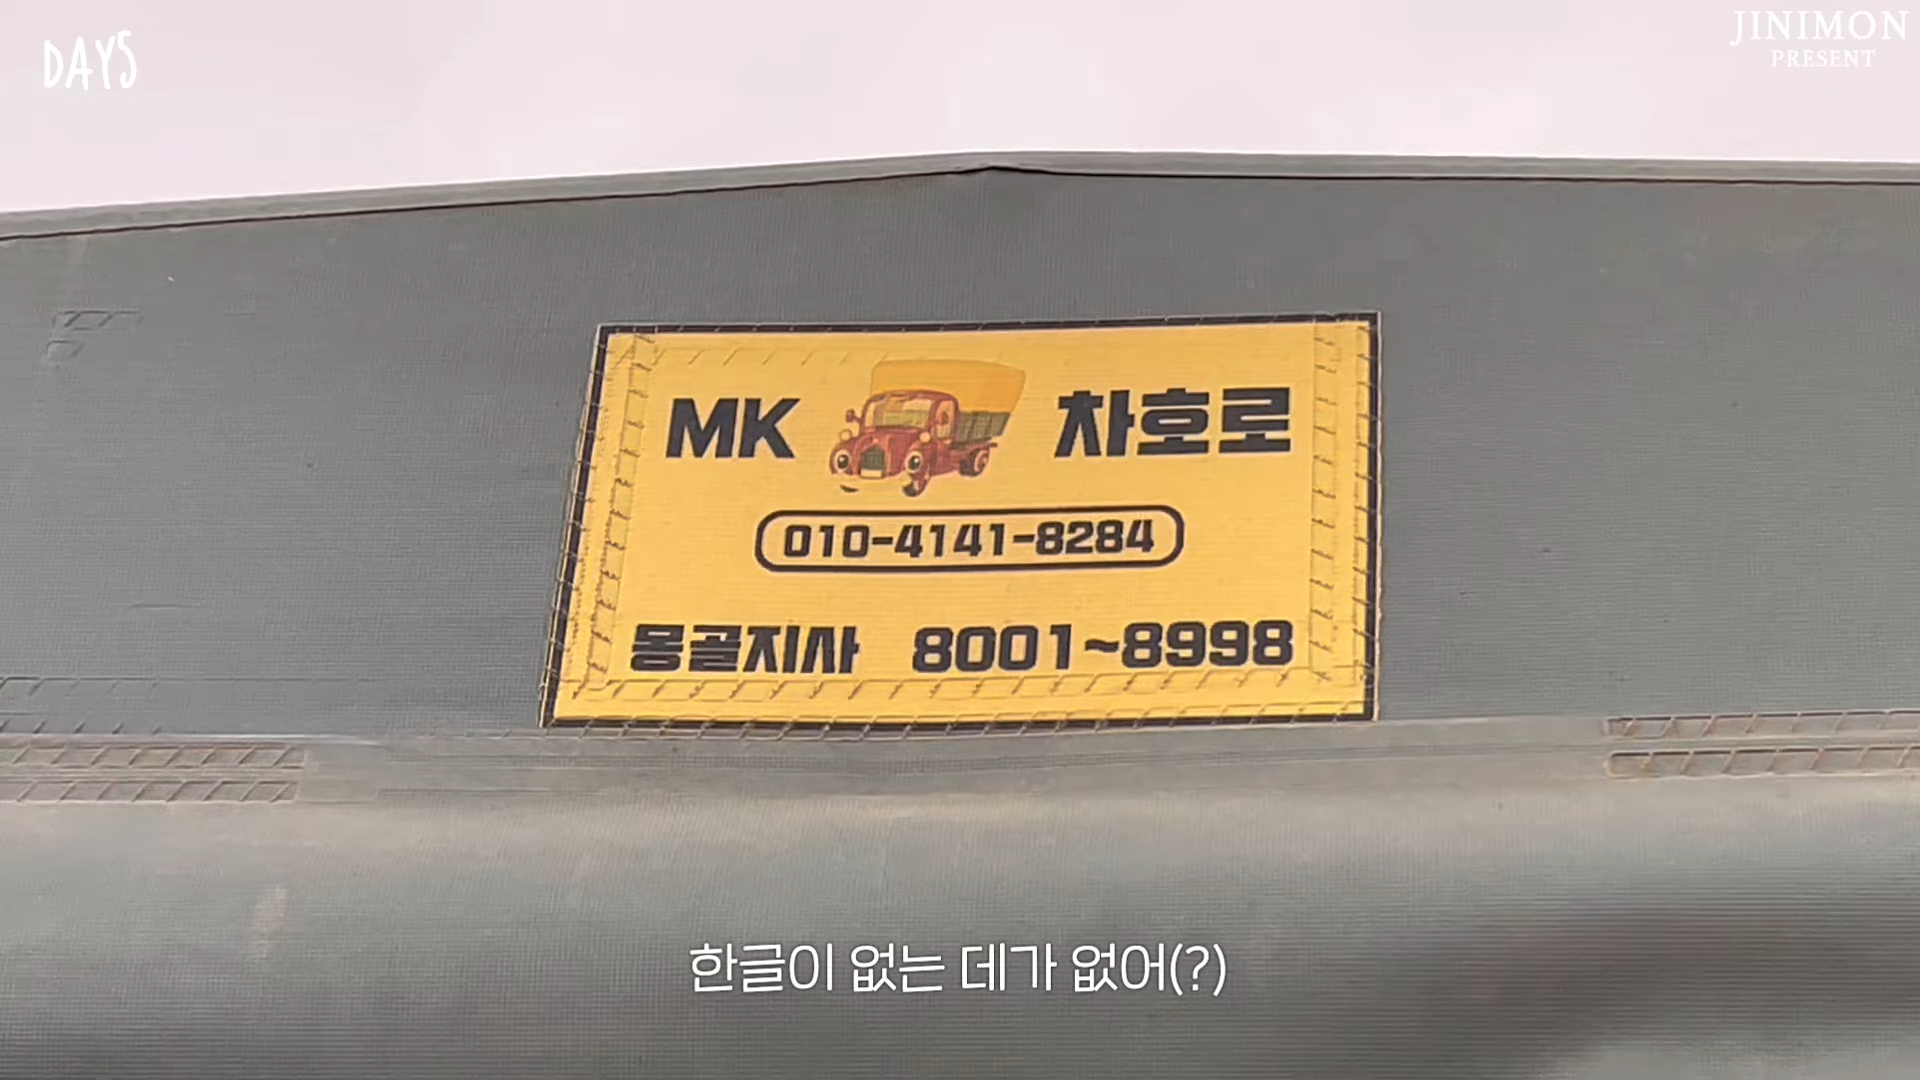 DAYS
JINIMON
PRESENT
MK 차호로
010-4141-8284
몽골지사 8001~8998
한글이 없는 데가 없어(?)